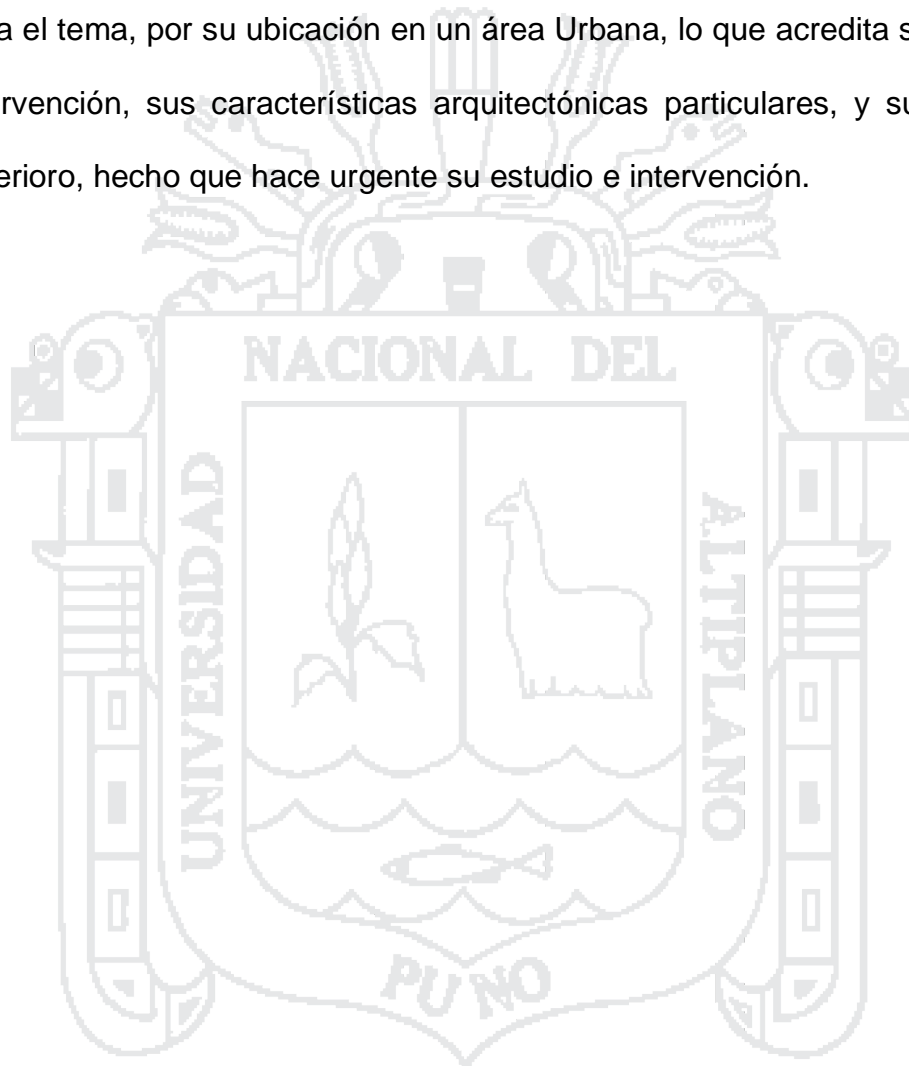 a el tema, por su ubicación en un área Urbana, lo que acredita s
rvención, sus características arquitectónicas particulares, y su
erioro, hecho que hace urgente su estudio e intervención.
NACIONAL DEL
UNIVERSIDAD
ALTIPLANO
PUNO